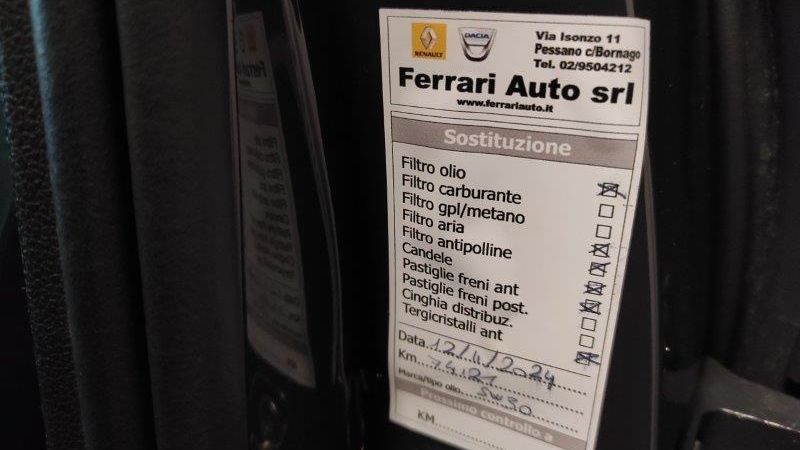 RENAULT
DACIA
Via Isonzo 11
Pessano c/Bornago
Tel. 02/9504212
Ferrari Auto srl
www.ferrariauto.it
Sostituzione
Filtro olio
Filtro carburante
Filtro gpl/metano
Filtro aria
Filtro antipolline
Candele
Pastiglie freni ant
Pastiglie freni post.
Cinghia distribuz.
Tergicristalli ant
Data..12/4/2024
Km...
Marca/tipo olio..5W30
Prossimo controllo a
KM.....